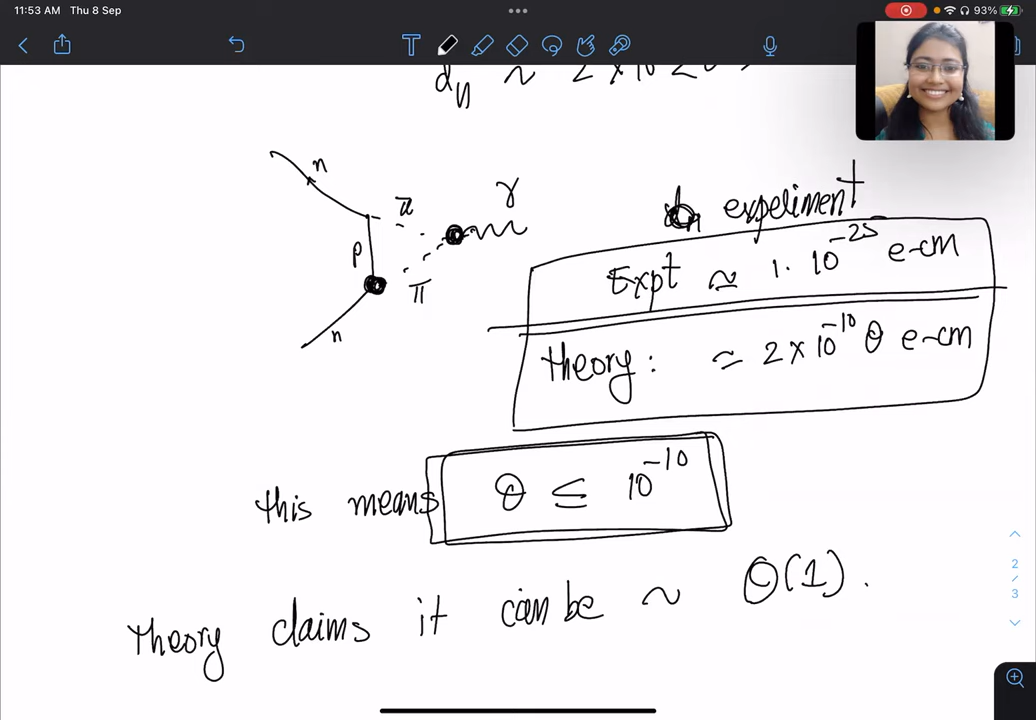 11:53 AM Thu 8 Sep
93%
T
n
π
γ
p
π
n
experiment
Expt ≃ 1. 10^-25 e-cm
theory: ≃ 2 × 10^-10 θ e-cm
this means θ ≤ 10^-10
theory claims it can be ~ O(1).
2
/
3